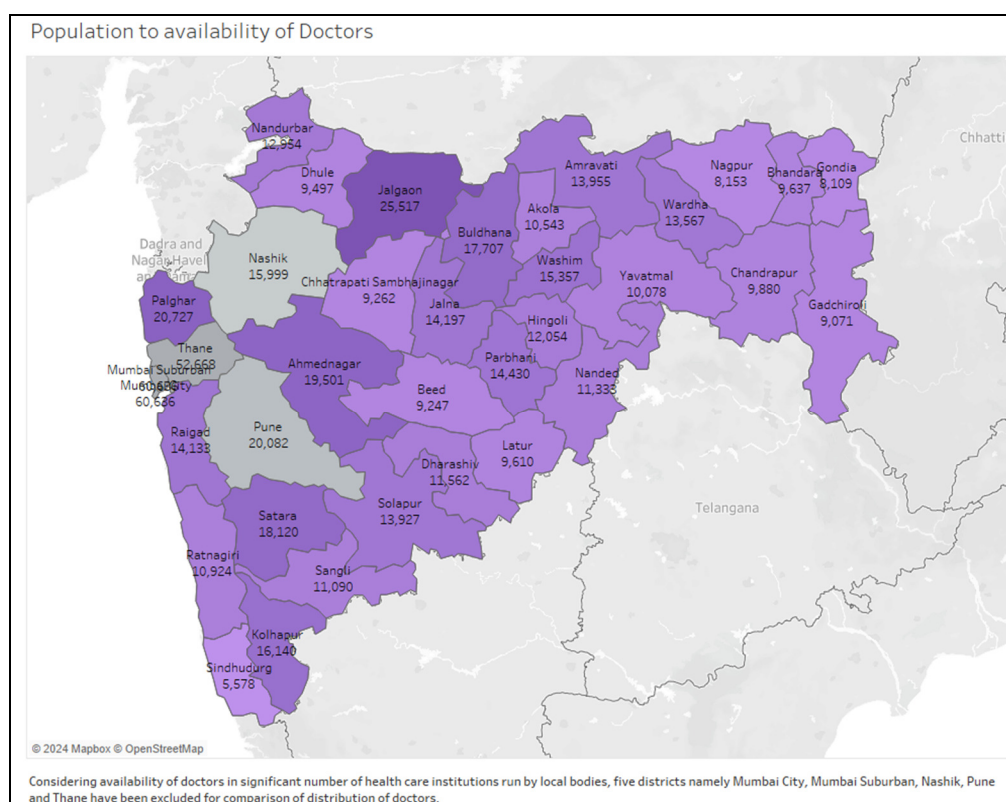 Population to availability of Doctors
Nandurbar
12,954
Dhule
9,497
Jalgaon
25,517
Amravati
13,955
Nagpur
8,153
Bhandara
9,637
Gondia
8,109
Chhatti
Akola
10,543
Wardha
13,567
Buldhana
17,707
Dadra and
Nagar Havel
Nashik
15,999
Washim
15,357
Chhatrapati Sambhajinagar
9,262
Yavatmal
10,078
Chandrapur
9,880
Palghar
20,727
Jalna
14,197
Hingoli
12,054
Gadchiroli
9,071
Thane
Ahmednagar
19,501
Parbhani
14,430
Nanded
11,333
Mumbai Suburban
60,636
Beed
9,247
Raigad
14,133
Pune
20,082
Latur
9,610
Dharashiv
11,562
Solapur
13,927
Telangana
Satara
18,120
Ratnagiri
10,924
Sangli
11,090
Kolhapur
16,140
Sindhudurg
5,578
© 2024 Mapbox © OpenStreetMap
Considering availability of doctors in significant number of health care institutions run by local bodies, five districts namely Mumbai City, Mumbai Suburban, Nashik, Pune
and Thane have been excluded for comparison of distribution of doctors.